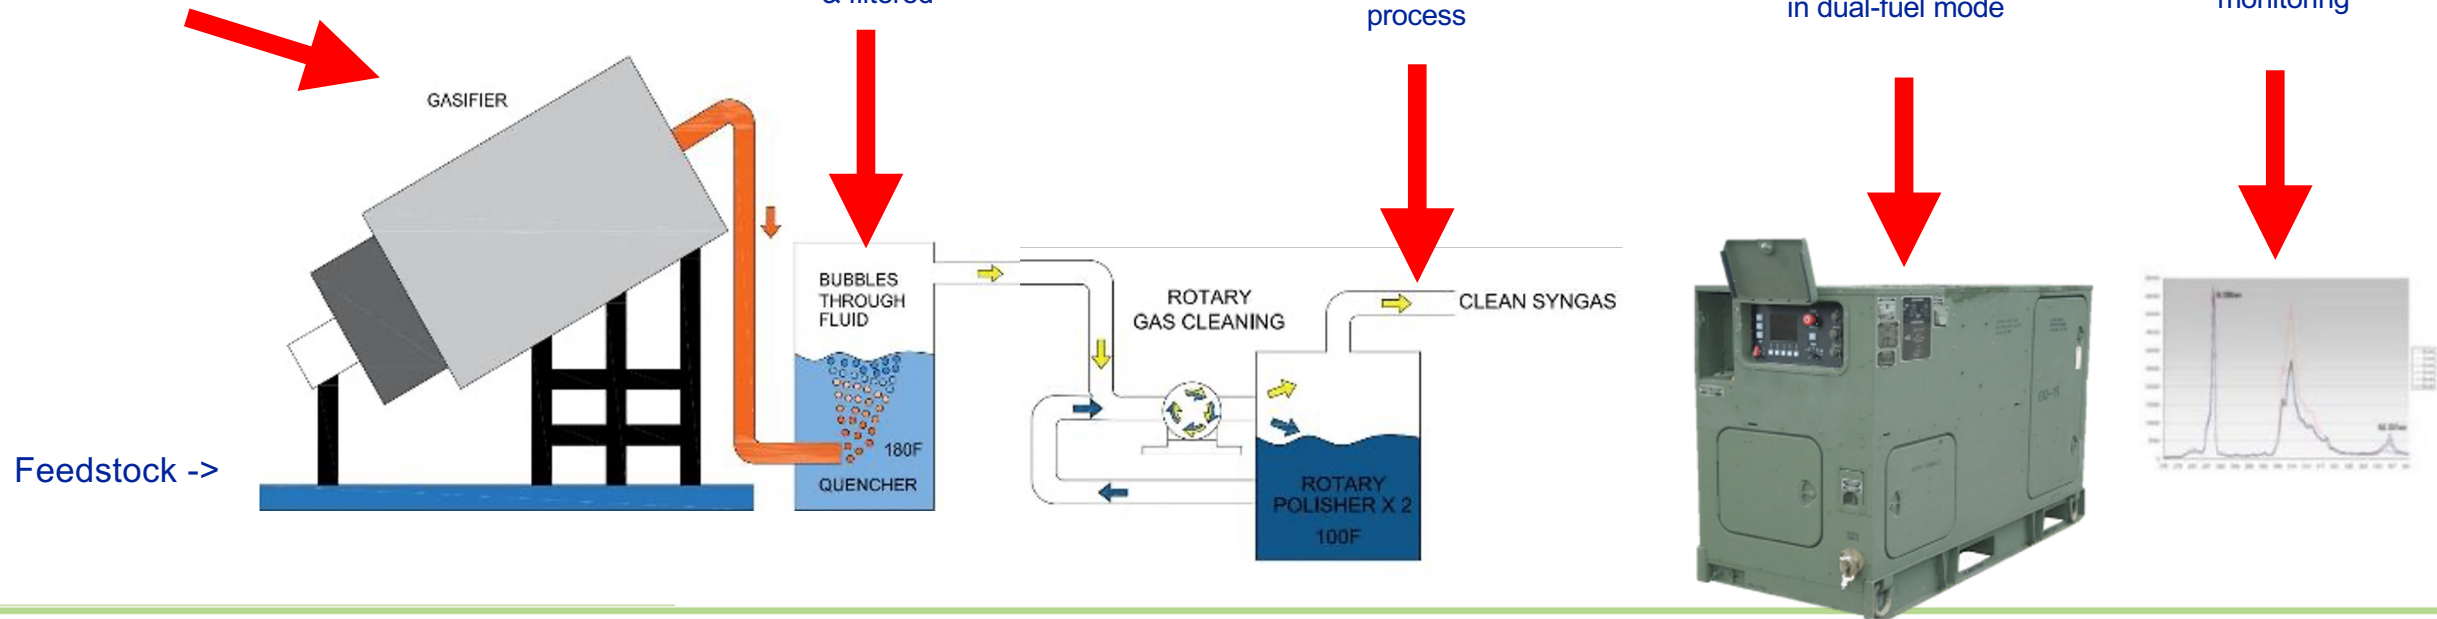 & filtered
process
in dual-fuel mode
monitoring
GASIFIER
BUBBLES
THROUGH
FLUID
180F
QUENCHER
ROTARY
GAS CLEANING
CLEAN SYNGAS
ROTARY
POLISHER X 2
100F
Feedstock ->